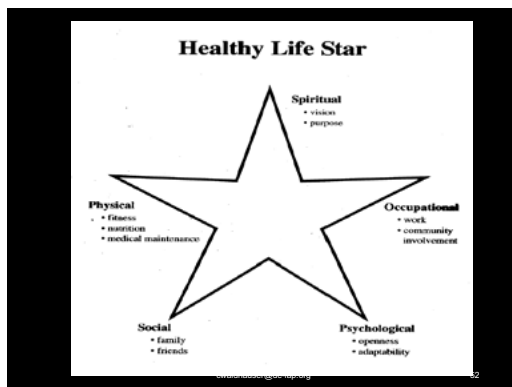 Healthy Life Star
Spiritual
• vision
• purpose
Physical
• fitness
• nutrition
• medical maintenance
Occupational
• work
• community
involvement
Social
• family
• friends
Psychological
• openness
• adaptability
52